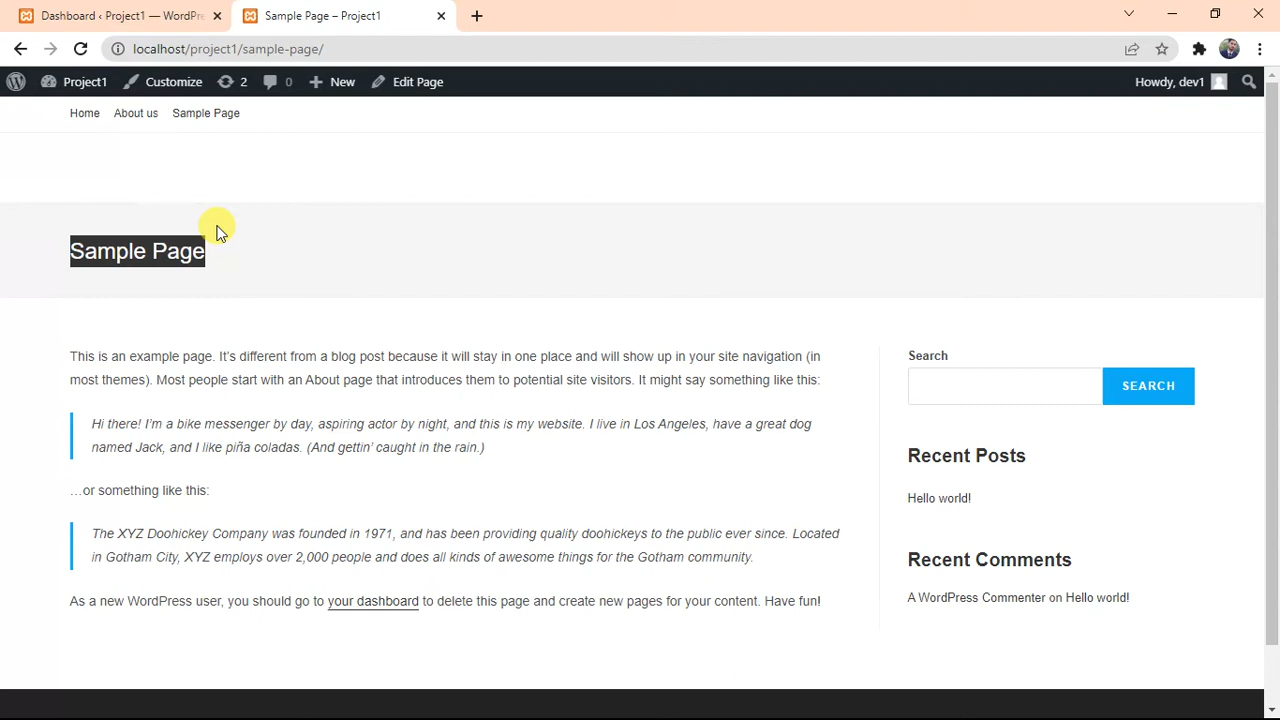 Dashboard ‹ Project1 — WordPre
Sample Page – Project1
localhost/project1/sample-page/
Project1
Customize
2
0
New
Edit Page
Howdy, dev1
Home
About us
Sample Page
Sample Page
This is an example page. It’s different from a blog post because it will stay in one place and will show up in your site navigation (in
most themes). Most people start with an About page that introduces them to potential site visitors. It might say something like this:
Hi there! I’m a bike messenger by day, aspiring actor by night, and this is my website. I live in Los Angeles, have a great dog
named Jack, and I like piña coladas. (And gettin’ caught in the rain.)
…or something like this:
The XYZ Doohickey Company was founded in 1971, and has been providing quality doohickeys to the public ever since. Located
in Gotham City, XYZ employs over 2,000 people and does all kinds of awesome things for the Gotham community.
As a new WordPress user, you should go to your dashboard to delete this page and create new pages for your content. Have fun!
Search
SEARCH
Recent Posts
Hello world!
Recent Comments
A WordPress Commenter on Hello world!